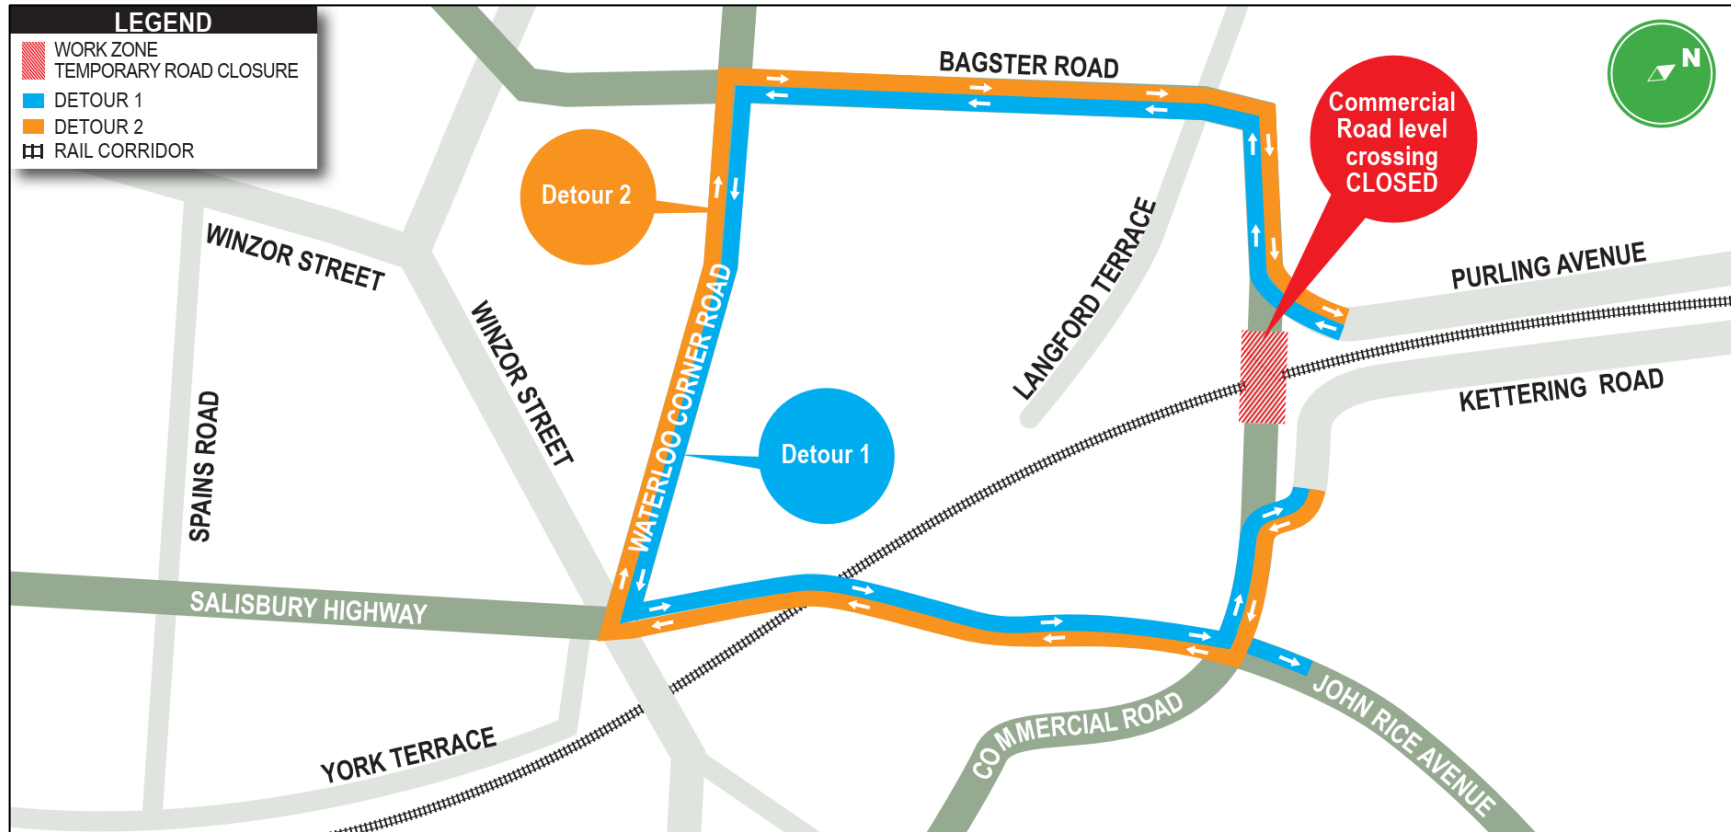 LEGEND
WORK ZONE
TEMPORARY ROAD CLOSURE
DETOUR 1
DETOUR 2
RAIL CORRIDOR
BAGSTER ROAD
N
Commercial
Road level
crossing
CLOSED
Detour 2
WINZOR STREET
PURLING AVENUE
LANGFORD TERRACE
WINZOR STREET
WATERLOO CORNER ROAD
KETTERING ROAD
SPAINS ROAD
Detour 1
SALISBURY HIGHWAY
YORK TERRACE
COMMERCIAL ROAD
JOHN RICE AVENUE